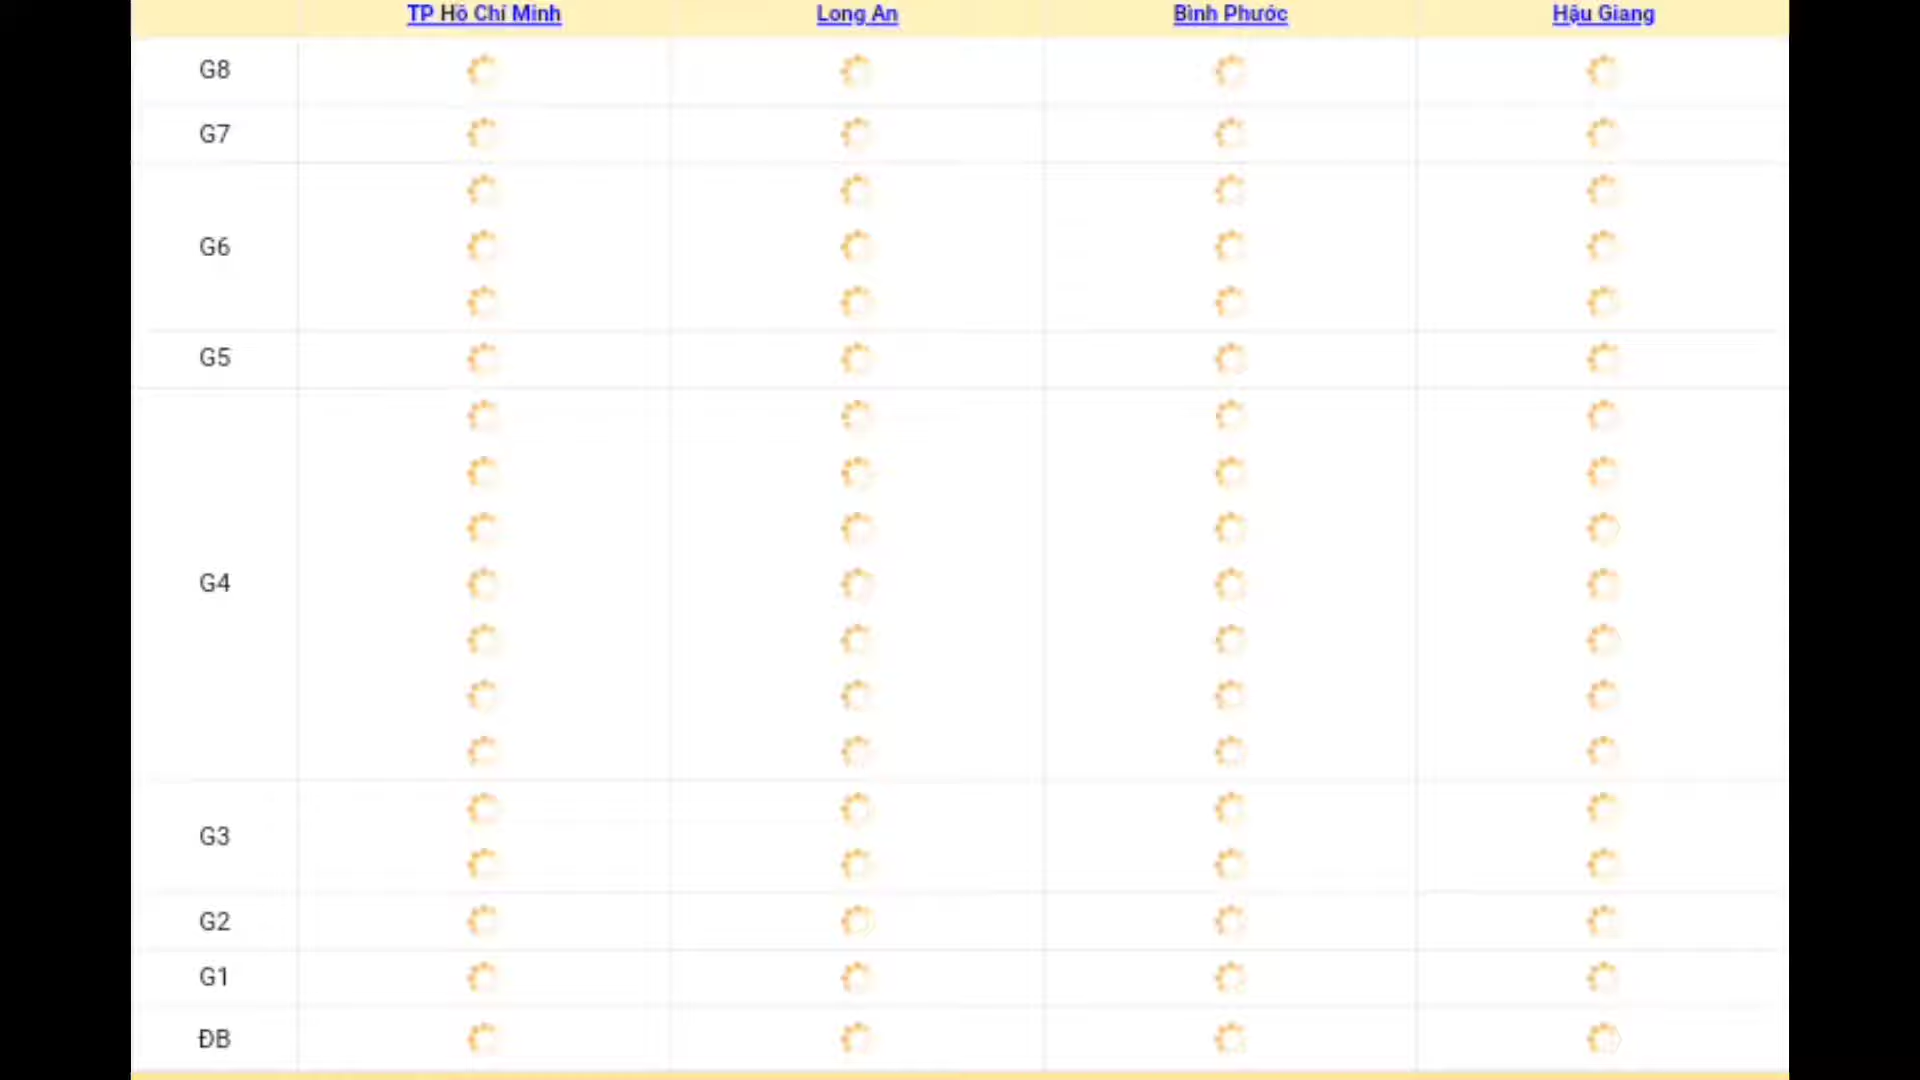 TP Hồ Chí Minh Long An Bình Phước Hậu Giang
G8
G7
G6
G5
G4
G3
G2
G1
ĐB